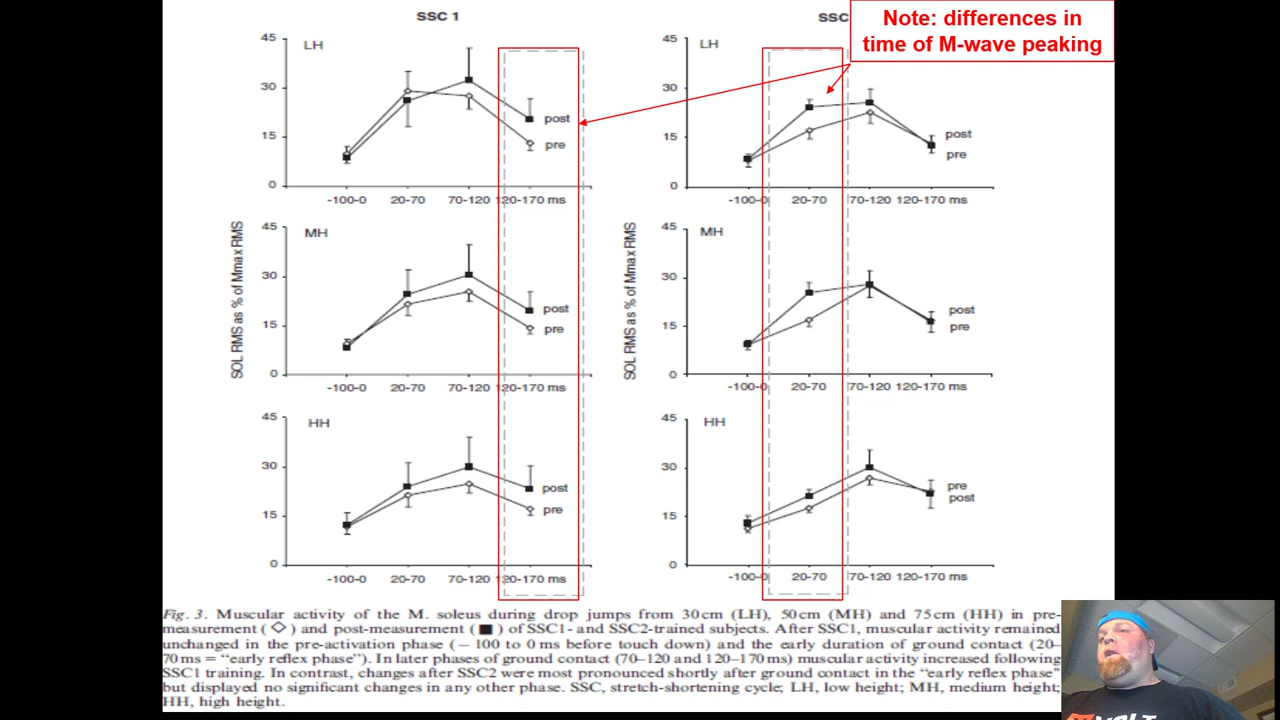 SSC 1
SSC
Note: differences in
time of M-wave peaking
45
LH
30
15
0
post
pre
-100-0 20-70 70-120 120-170 ms
45
LH
30
15
0
post
pre
-100-0 20-70 70-120 120-170 ms
SOL RMS as % of Mmax RMS
45
MH
30
15
0
post
pre
-100-0 20-70 70-120 120-170 ms
SOL RMS as % of Mmax RMS
45
MH
30
15
0
post
pre
-100-0 20-70 70-120 120-170 ms
45
HH
30
15
0
post
pre
-100-0 20-70 70-120 120-170 ms
45
HH
30
15
0
pre
post
-100-0 20-70 70-120 120-170 ms
Fig. 3. Muscular activity of the M. soleus during drop jumps from 30 cm (LH), 50 cm (MH) and 75 cm (HH) in pre-
measurement (◇) and post-measurement (■) of SSC1- and SSC2-trained subjects. After SSC1, muscular activity remained
unchanged in the pre-activation phase (−100 to 0 ms before touch down) and the early duration of ground contact (20–
70 ms = “early reflex phase”). In later phases of ground contact (70–120 and 120–170 ms) muscular activity increased following
SSC1 training. In contrast, changes after SSC2 were most pronounced shortly after ground contact in the “early reflex phase”
but displayed no significant changes in any other phase. SSC, stretch-shortening cycle; LH, low height; MH, medium height;
HH, high height.